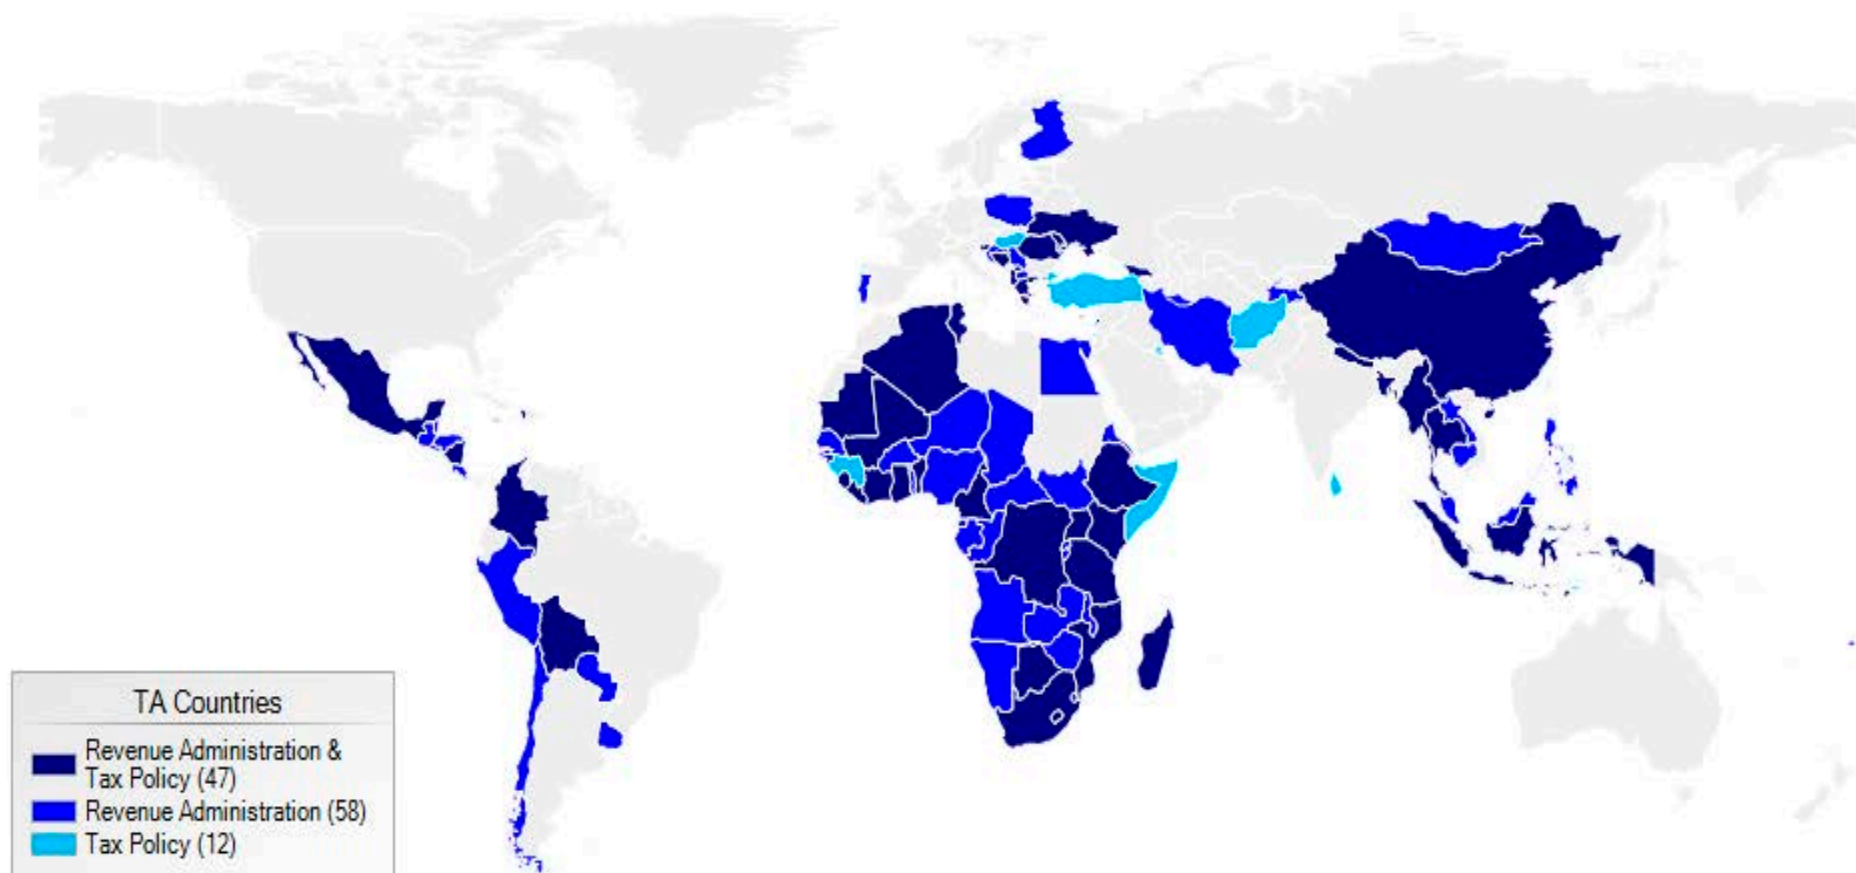 TA Countries
Revenue Administration &
Tax Policy (47)
Revenue Administration (58)
Tax Policy (12)